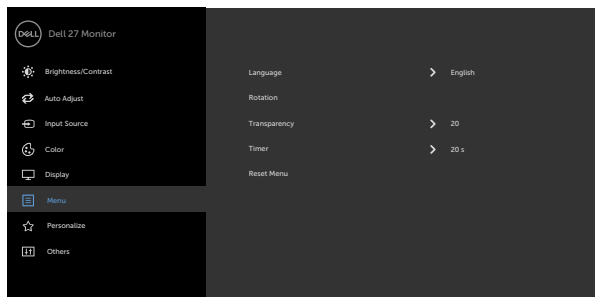 DELL Dell 27 Monitor
Brightness/Contrast
Auto Adjust
Input Source
Color
Display
Menu
Personalize
Others
Language English
Rotation
Transparency 20
Timer 20 s
Reset Menu